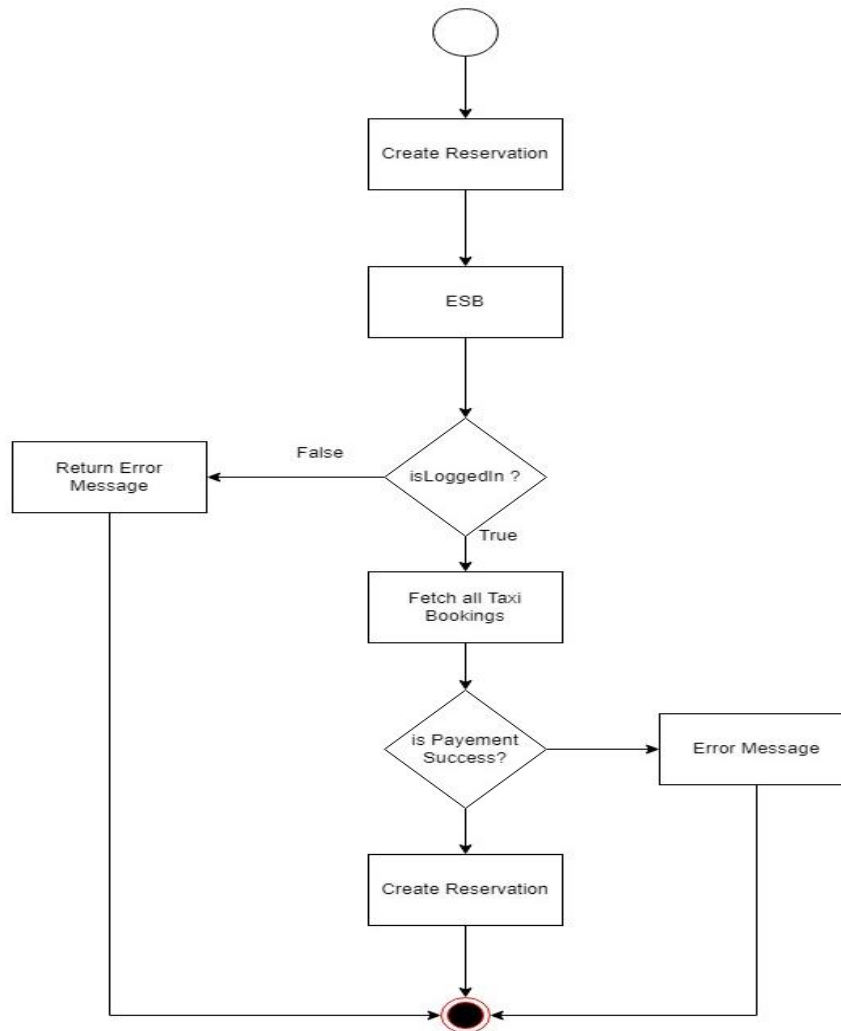 Create Reservation
ESB
False
Return Error
Message
isLoggedIn ?
True
Fetch all Taxi
Bookings
is Payement
Success?
Error Message
Create Reservation